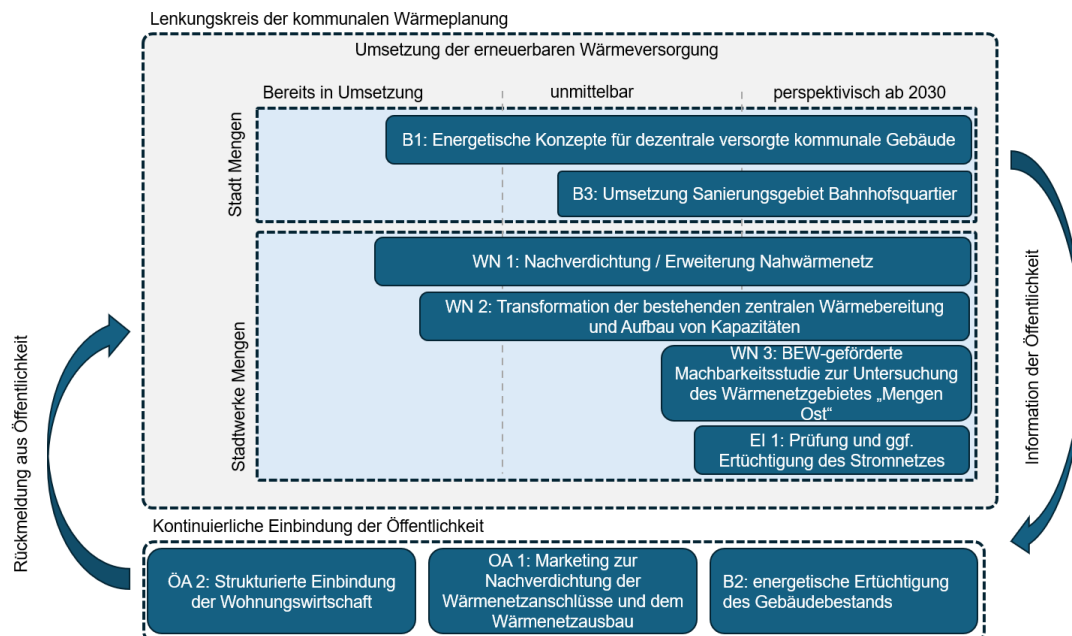 Lenkungskreis der kommunalen Wärmeplanung
Umsetzung der erneuerbaren Wärmeversorgung
Bereits in Umsetzung
unmittelbar
perspektivisch ab 2030
Stadt Mengen
B1: Energetische Konzepte für dezentrale versorgte kommunale Gebäude
B3: Umsetzung Sanierungsgebiet Bahnhofsquartier
Stadtwerke Mengen
WN 1: Nachverdichtung / Erweiterung Nahwärmenetz
WN 2: Transformation der bestehenden zentralen Wärmebereitung
und Aufbau von Kapazitäten
WN 3: BEW-geförderte
Machbarkeitsstudie zur Untersuchung
des Wärmenetzgebietes „Mengen
Ost“
EI 1: Prüfung und ggf.
Ertüchtigung des Stromnetzes
Information der Öffentlichkeit
Rückmeldung aus Öffentlichkeit
Kontinuierliche Einbindung der Öffentlichkeit
ÖA 2: Strukturierte Einbindung
der Wohnungswirtschaft
OA 1: Marketing zur
Nachverdichtung der
Wärmenetzanschlüsse und dem
Wärmenetzausbau
B2: energetische Ertüchtigung
des Gebäudebestands